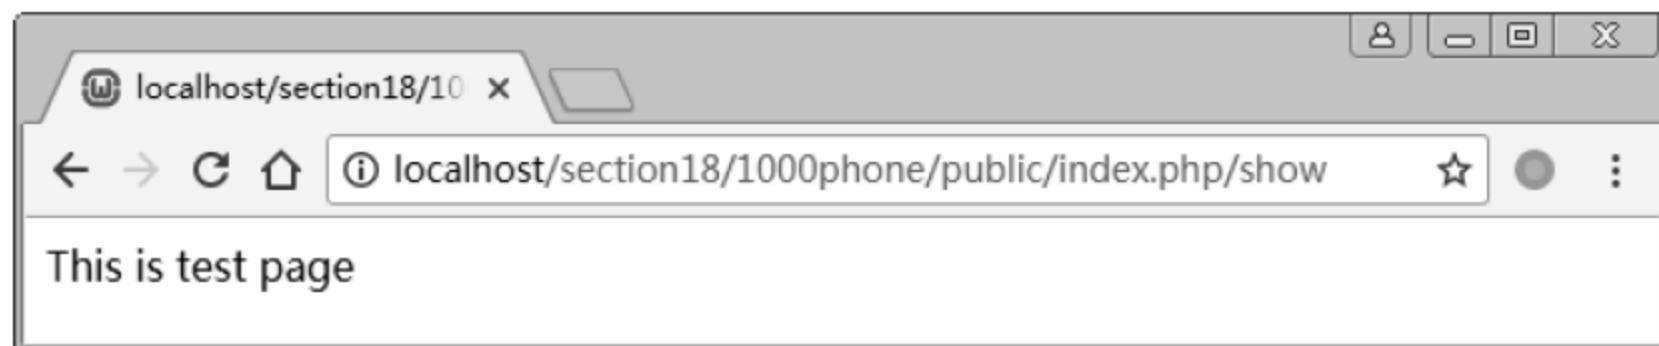 localhost/section18/10
localhost/section18/1000phone/public/index.php/show
This is test page